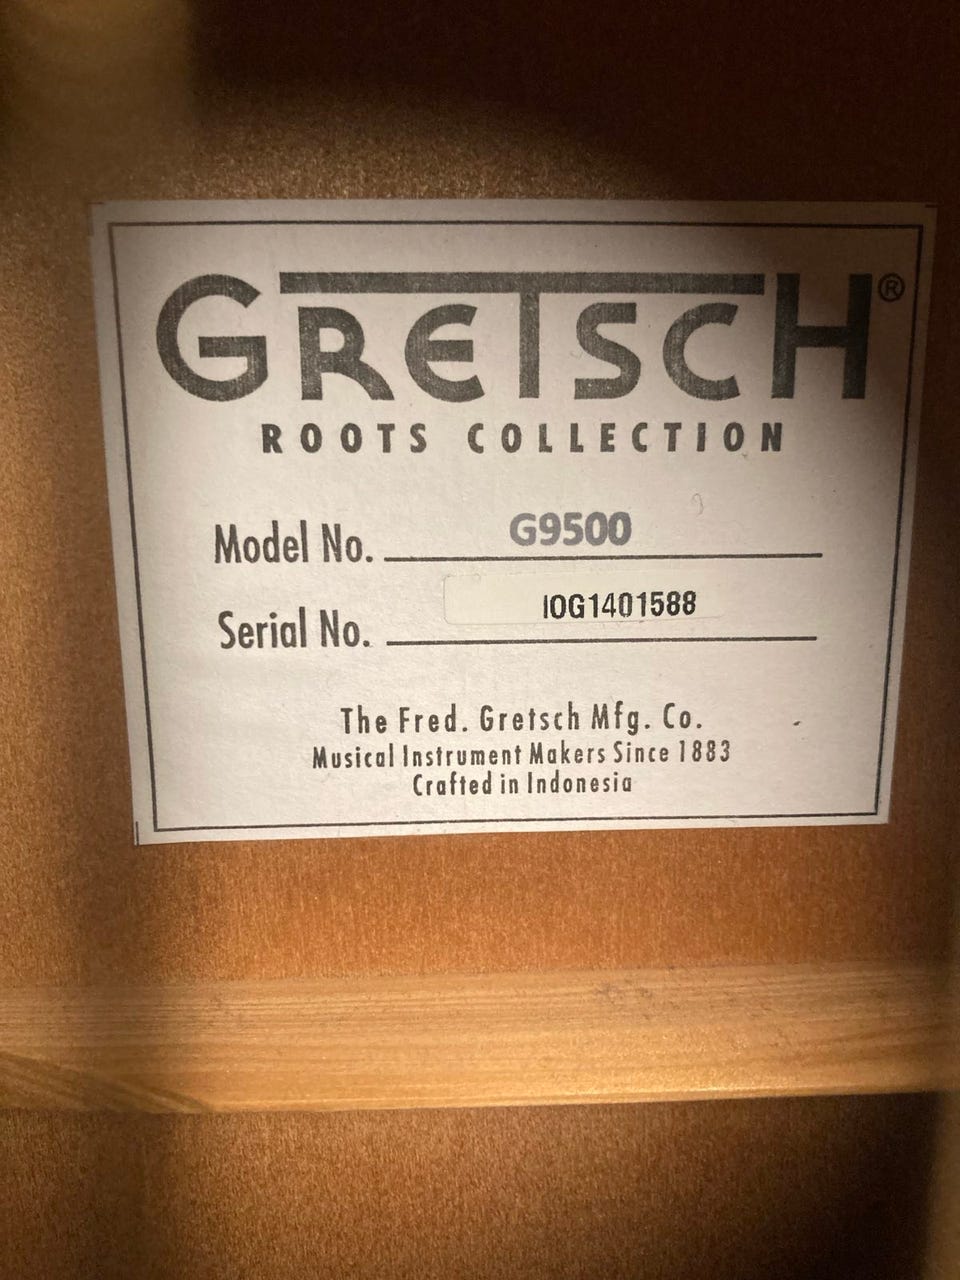 GRETSCH®
ROOTS COLLECTION
Model No. G9500
Serial No. IOG1401588
The Fred. Gretsch Mfg. Co.
Musical Instrument Makers Since 1883
Crafted in Indonesia